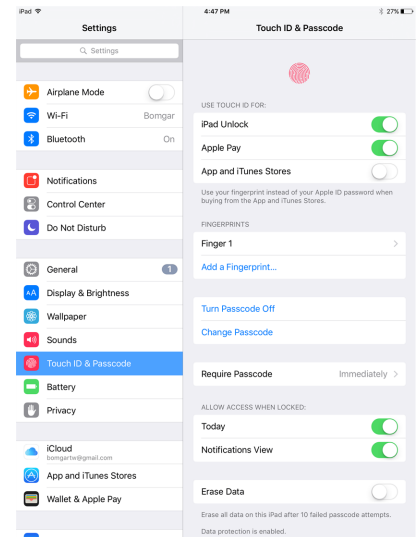 iPad
4:47 PM
27%
Settings
Touch ID & Passcode
Settings
Airplane Mode
Wi-Fi Bomgar
Bluetooth On
Notifications
Control Center
Do Not Disturb
General 1
AA Display & Brightness
Wallpaper
Sounds
Touch ID & Passcode
Battery
Privacy
iCloud
bomgartw@gmail.com
App and iTunes Stores
Wallet & Apple Pay
USE TOUCH ID FOR:
iPad Unlock
Apple Pay
App and iTunes Stores
Use your fingerprint instead of your Apple ID password when
buying from the App and iTunes Stores.
FINGERPRINTS
Finger 1
Add a Fingerprint...
Turn Passcode Off
Change Passcode
Require Passcode Immediately
ALLOW ACCESS WHEN LOCKED:
Today
Notifications View
Erase Data
Erase all data on this iPad after 10 failed passcode attempts.
Data protection is enabled.